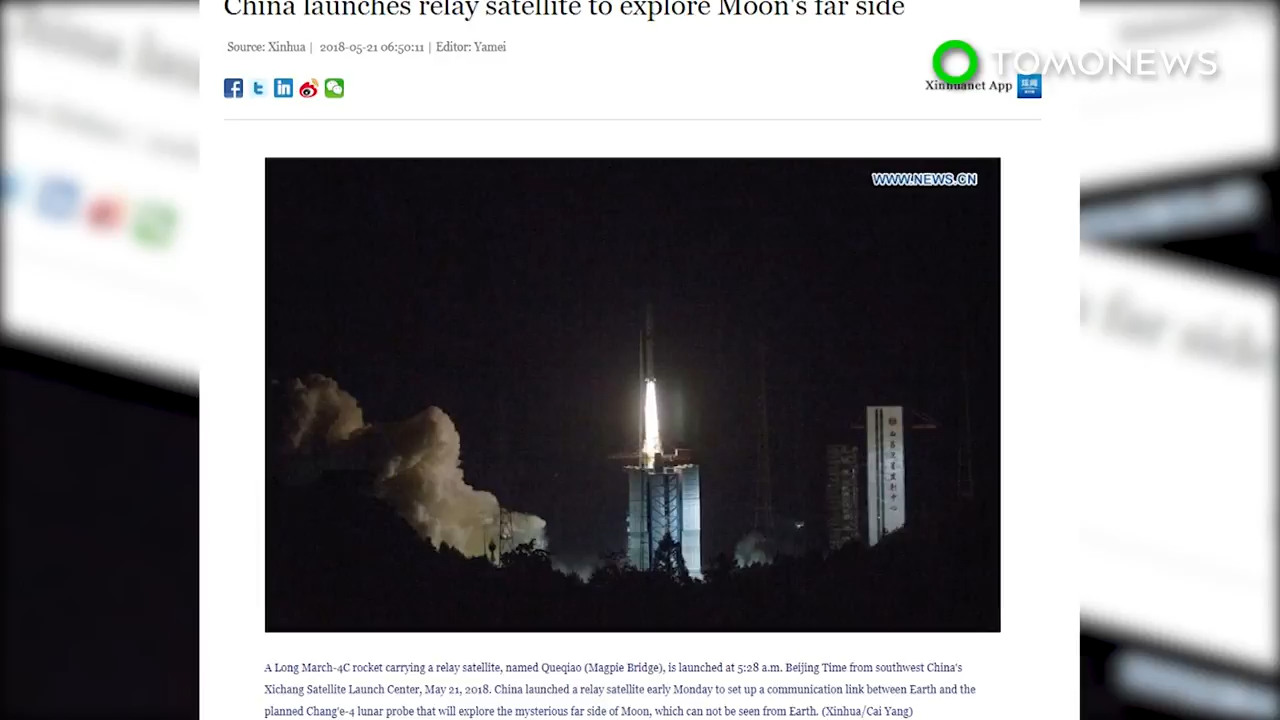 China launches relay satellite to explore Moon's far side
Source: Xinhua | 2018-05-21 06:50:11 | Editor: Yamei
TOMONEWS
Xinhuanet App
WWW.NEWS.CN
A Long March-4C rocket carrying a relay satellite, named Queqiao (Magpie Bridge), is launched at 5:28 a.m. Beijing Time from southwest China's
Xichang Satellite Launch Center, May 21, 2018. China launched a relay satellite early Monday to set up a communication link between Earth and the
planned Chang'e-4 lunar probe that will explore the mysterious far side of Moon, which can not be seen from Earth. (Xinhua/Cai Yang)